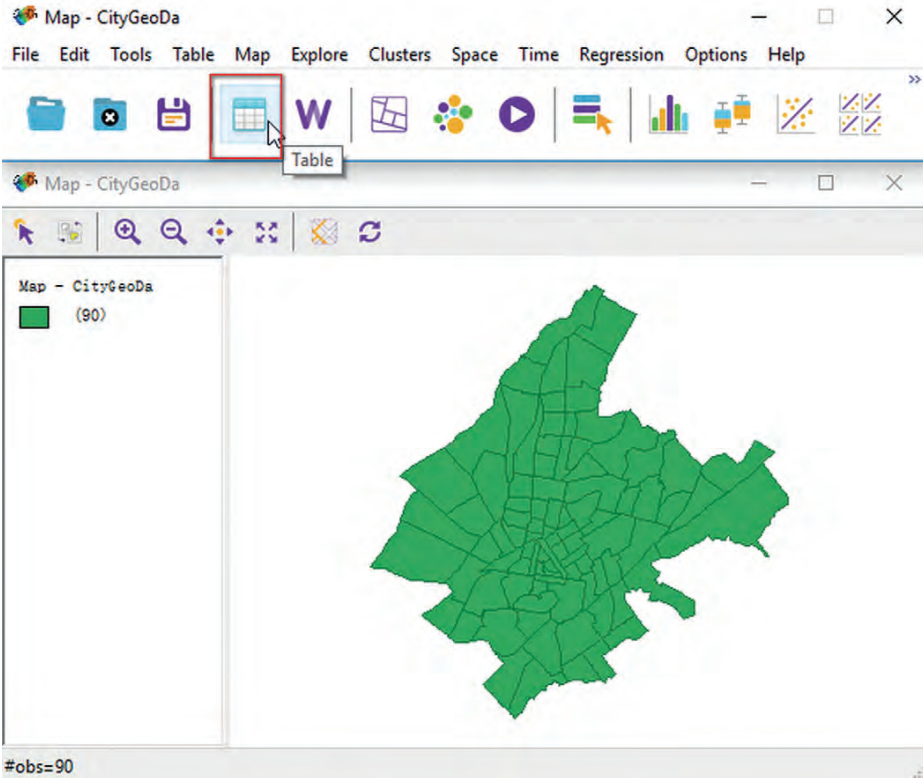 Map - CityGeoDa
File Edit Tools Table Map Explore Clusters Space Time Regression Options Help
W
»
Table
Map - CityGeoDa
Map - CityGeoDa
(90)
#obs=90